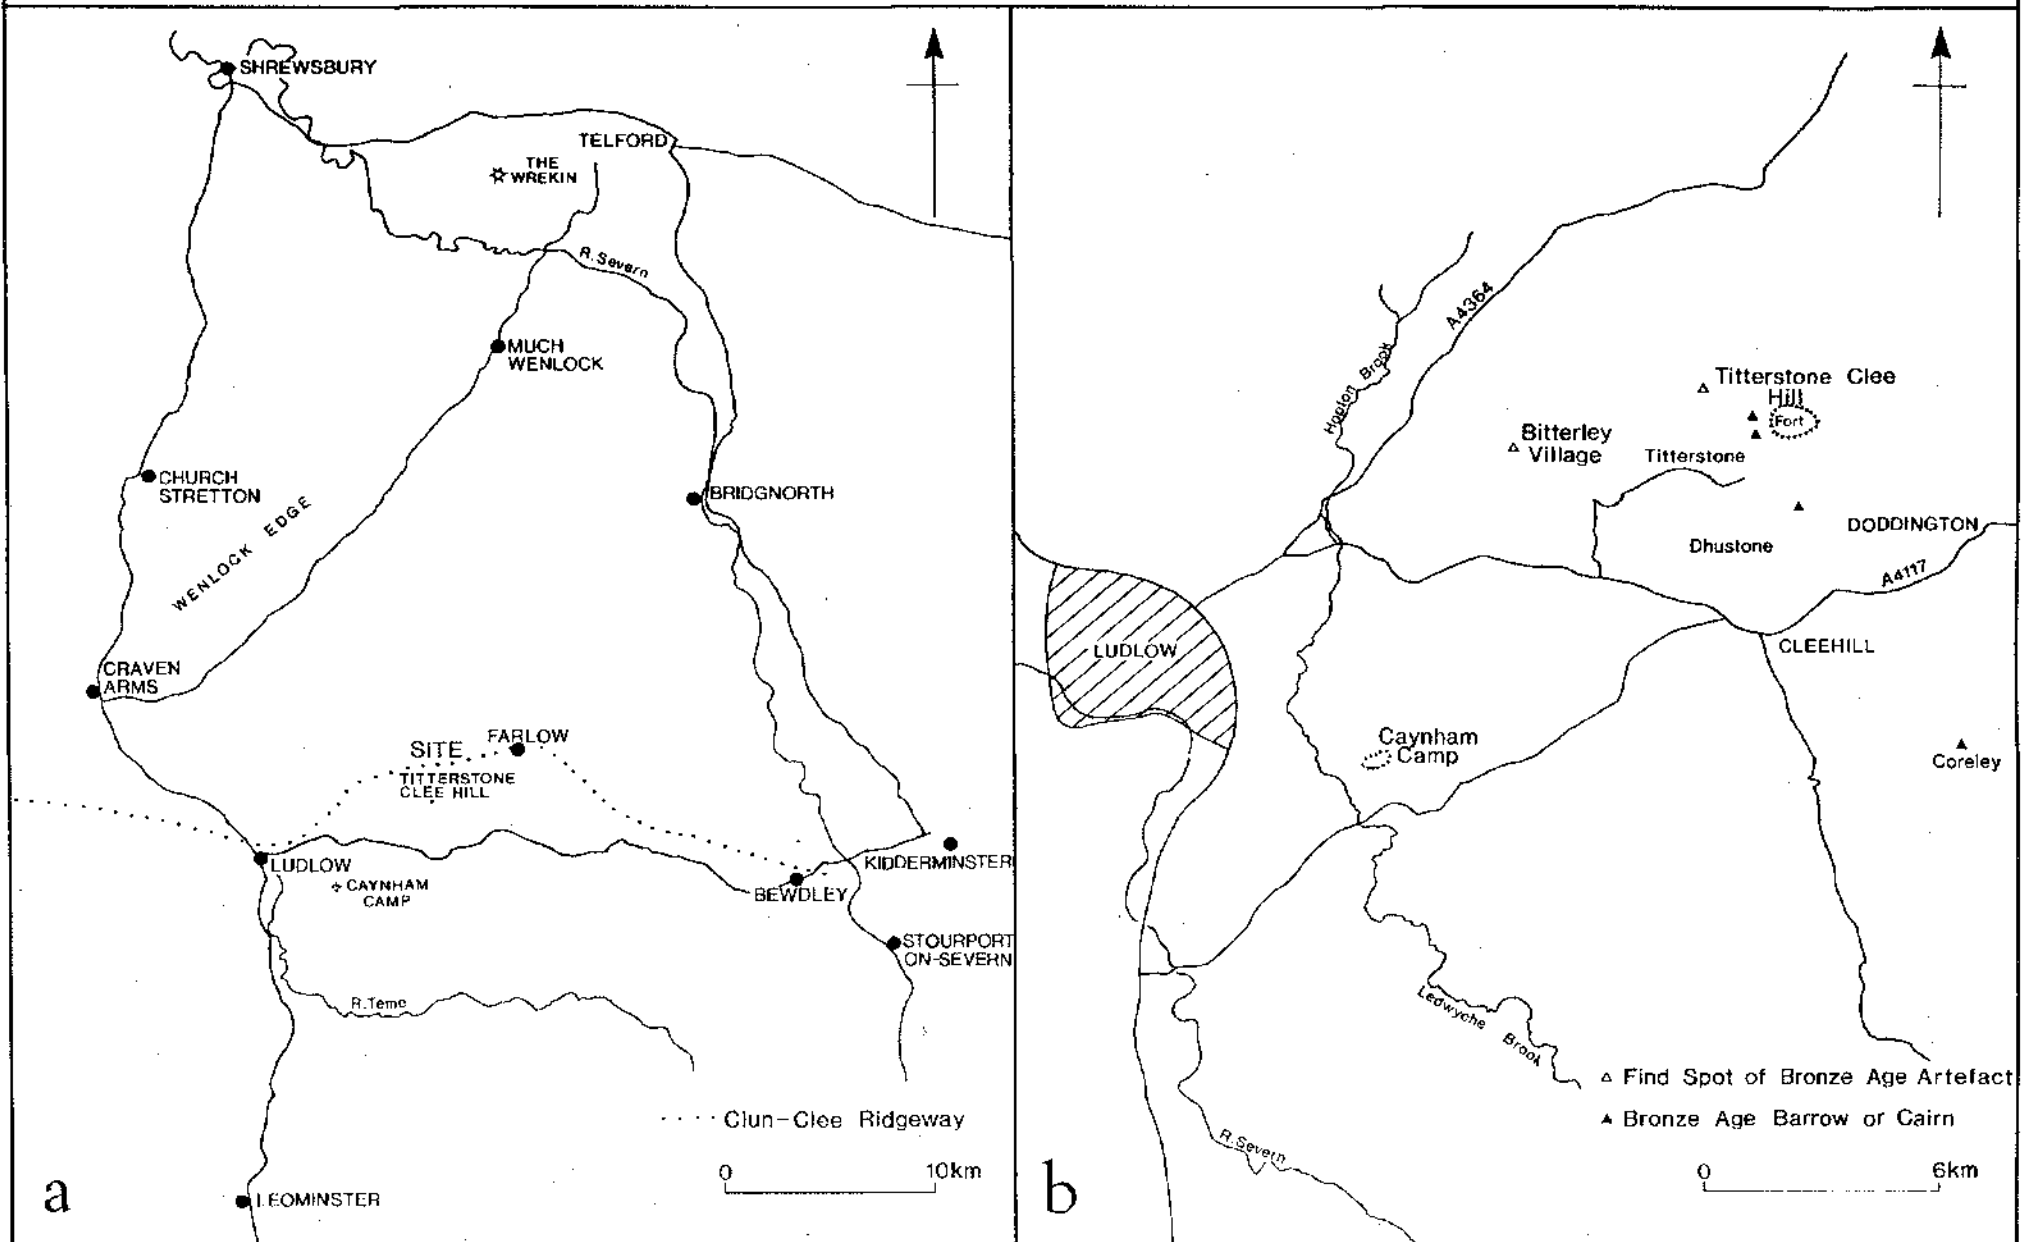 SHREWSBURY
TELFORD
THE
WREKIN
R. Severn
MUCH
WENLOCK
CHURCH
STRETTON
BRIDGNORTH
WENLOCK EDGE
CRAVEN
ARMS
FARLOW
SITE
TITTERSTONE
CLEE HILL
LUDLOW
CAYNHAM
CAMP
KIDDERMINSTER
BEWDLEY
STOURPORT
ON-SEVERN
R. Teme
Clun-Clee Ridgeway
0 10km
LEOMINSTER
a
A4364
Hopton Brook
Titterstone Clee
Hill
Fort
Bitterley
Village
Titterstone
DODDINGTON
Dhustone
A4117
LUDLOW
CLEEHILL
Caynham
Camp
Coreley
Ledwyche Brook
Find Spot of Bronze Age Artefact
Bronze Age Barrow or Cairn
R. Severn
0 6km
b